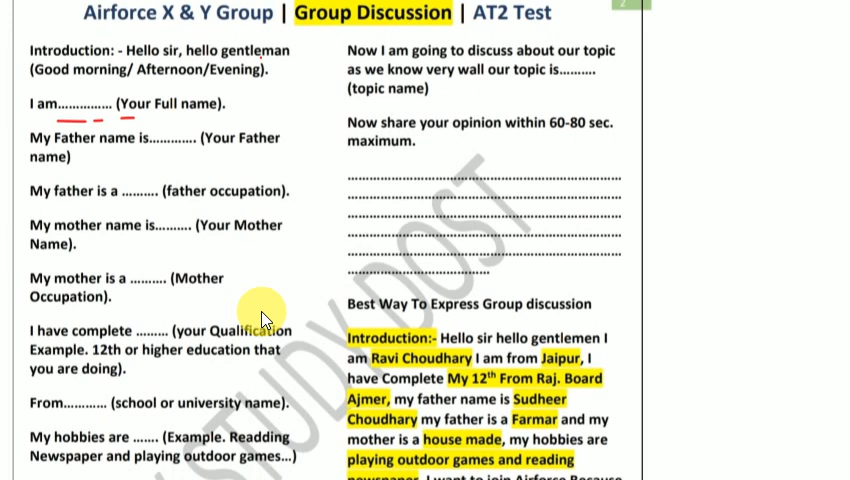 2
Airforce X & Y Group | Group Discussion | AT2 Test
Introduction: - Hello sir, hello gentleman
(Good morning/ Afternoon/Evening).
I am............... (Your Full name).
My Father name is............. (Your Father
name)
My father is a .......... (father occupation).
My mother name is.......... (Your Mother
Name).
My mother is a .......... (Mother
Occupation).
I have complete ......... (your Qualification
Example. 12th or higher education that
you are doing).
From............ (school or university name).
My hobbies are ....... (Example. Readding
Newspaper and playing outdoor games...)
Now I am going to discuss about our topic
as we know very wall our topic is..........
(topic name)
Now share your opinion within 60-80 sec.
maximum.
Best Way To Express Group discussion
Introduction:- Hello sir hello gentlemen I
am Ravi Choudhary I am from Jaipur, I
have Complete My 12th From Raj. Board
Ajmer, my father name is Sudheer
Choudhary my father is a Farmar and my
mother is a house made, my hobbies are
playing outdoor games and reading
newspaper. I want to join Airforce Because
STUDY DOST